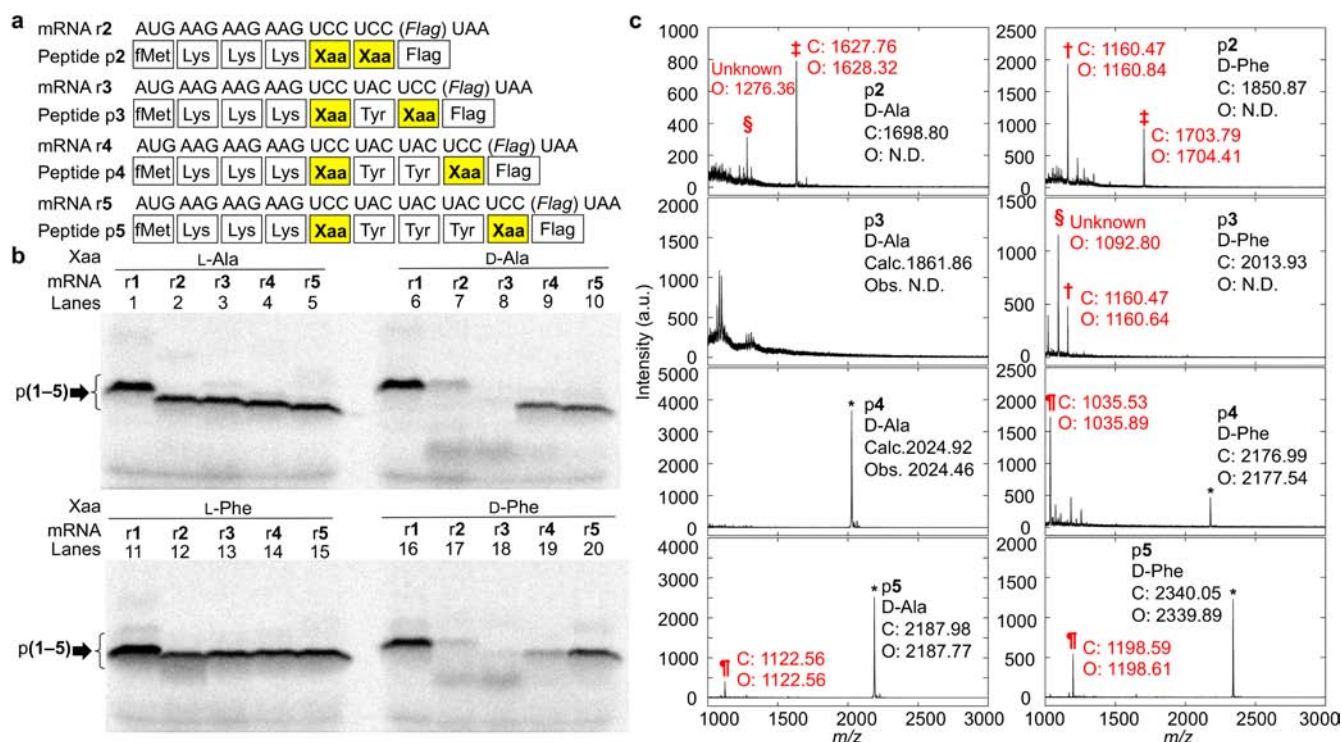 a
mRNA r2 AUG AAG AAG AAG UCC UCC (Flag) UAA
Peptide p2 fMet Lys Lys Lys Xaa Xaa Flag
mRNA r3 AUG AAG AAG AAG UCC UAC UCC (Flag) UAA
Peptide p3 fMet Lys Lys Lys Xaa Tyr Xaa Flag
mRNA r4 AUG AAG AAG AAG UCC UAC UAC UCC (Flag) UAA
Peptide p4 fMet Lys Lys Lys Xaa Tyr Tyr Xaa Flag
mRNA r5 AUG AAG AAG AAG UCC UAC UAC UAC UCC (Flag) UAA
Peptide p5 fMet Lys Lys Lys Xaa Tyr Tyr Tyr Xaa Flag
b
Xaa L-Ala D-Ala
mRNA r1 r2 r3 r4 r5 r1 r2 r3 r4 r5
Lanes 1 2 3 4 5 6 7 8 9 10
p(1–5)
Xaa L-Phe D-Phe
mRNA r1 r2 r3 r4 r5 r1 r2 r3 r4 r5
Lanes 11 12 13 14 15 16 17 18 19 20
p(1–5)
c
Intensity (a.u.)
800
600
400
200
0
Unknown
O: 1276.36
§
‡ C: 1627.76
O: 1628.32
p2
D-Ala
C:1698.80
O: N.D.
2500
2000
1500
1000
500
0
† C: 1160.47
O: 1160.84
‡ C: 1703.79
O: 1704.41
p2
D-Phe
C: 1850.87
O: N.D.
2000
1500
1000
500
0
p3
D-Ala
Calc.1861.86
Obs. N.D.
1500
1000
500
0
§ Unknown
O: 1092.80
† C: 1160.47
O: 1160.64
p3
D-Phe
C: 2013.93
O: N.D.
5000
4000
3000
2000
1000
0
*
p4
D-Ala
Calc.2024.92
Obs. 2024.46
2000
1500
1000
500
0
¶ C: 1035.53
O: 1035.89
p4
D-Phe
C: 2176.99
O: 2177.54
*
4000
3000
2000
1000
0
¶ C: 1122.56
O: 1122.56
*
p5
D-Ala
C: 2187.98
O: 2187.77
1000 2000 3000
m/z
2000
1500
1000
500
0
¶ C: 1198.59
O: 1198.61
p5
D-Phe
C: 2340.05
O: 2339.89
*
1000 2000 3000
m/z